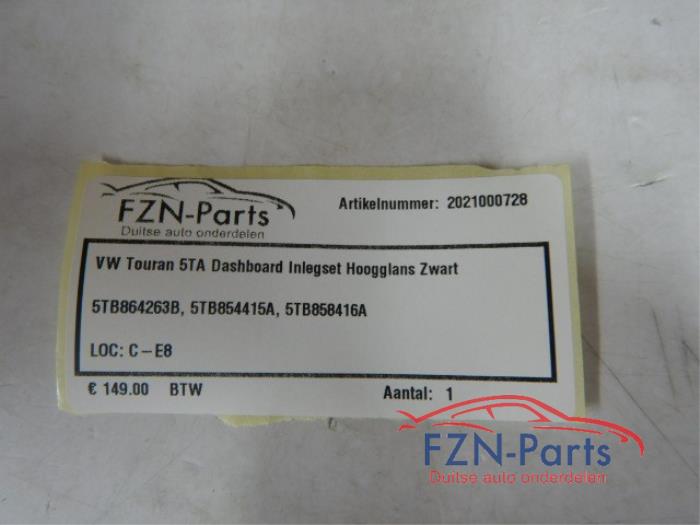 FZN-Parts
Duitse auto onderdelen
Artikelnummer: 2021000728
VW Touran 5TA Dashboard Inlegset Hoogglans Zwart
5TB864263B, 5TB854415A, 5TB858416A
LOC: C-E8
€ 149.00 BTW
Aantal: 1
FZN-Parts
Duitse auto onderdelen